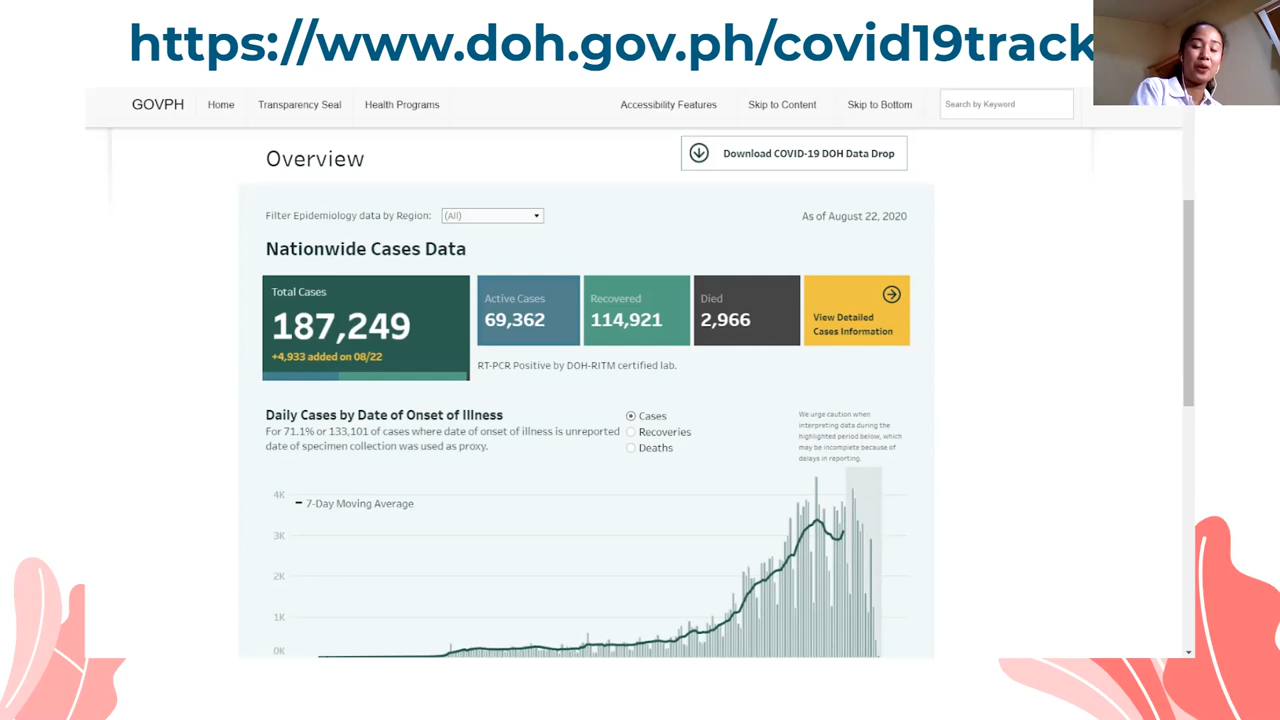 https://www.doh.gov.ph/covid19track
GOVPH Home Transparency Seal Health Programs Accessibility Features Skip to Content Skip to Bottom Search by Keyword
Overview
Download COVID-19 DOH Data Drop
Filter Epidemiology data by Region: (All)
As of August 22, 2020
Nationwide Cases Data
Total Cases
187,249
+4,933 added on 08/22
Active Cases
69,362
Recovered
114,921
Died
2,966
View Detailed
Cases Information
RT-PCR Positive by DOH-RITM certified lab.
Daily Cases by Date of Onset of Illness
For 71.1% or 133,101 of cases where date of onset of illness is unreported
date of specimen collection was used as proxy.
Cases
Recoveries
Deaths
We urge caution when
interpreting data during the
highlighted period below, which
may be incomplete because of
delays in reporting.
7-Day Moving Average
4K
3K
2K
1K
0K